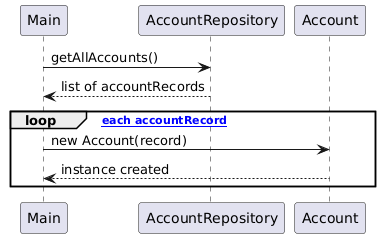 Main AccountRepository Account
getAllAccounts()
list of accountRecords
loop each accountRecord
new Account(record)
instance created
Main AccountRepository Account